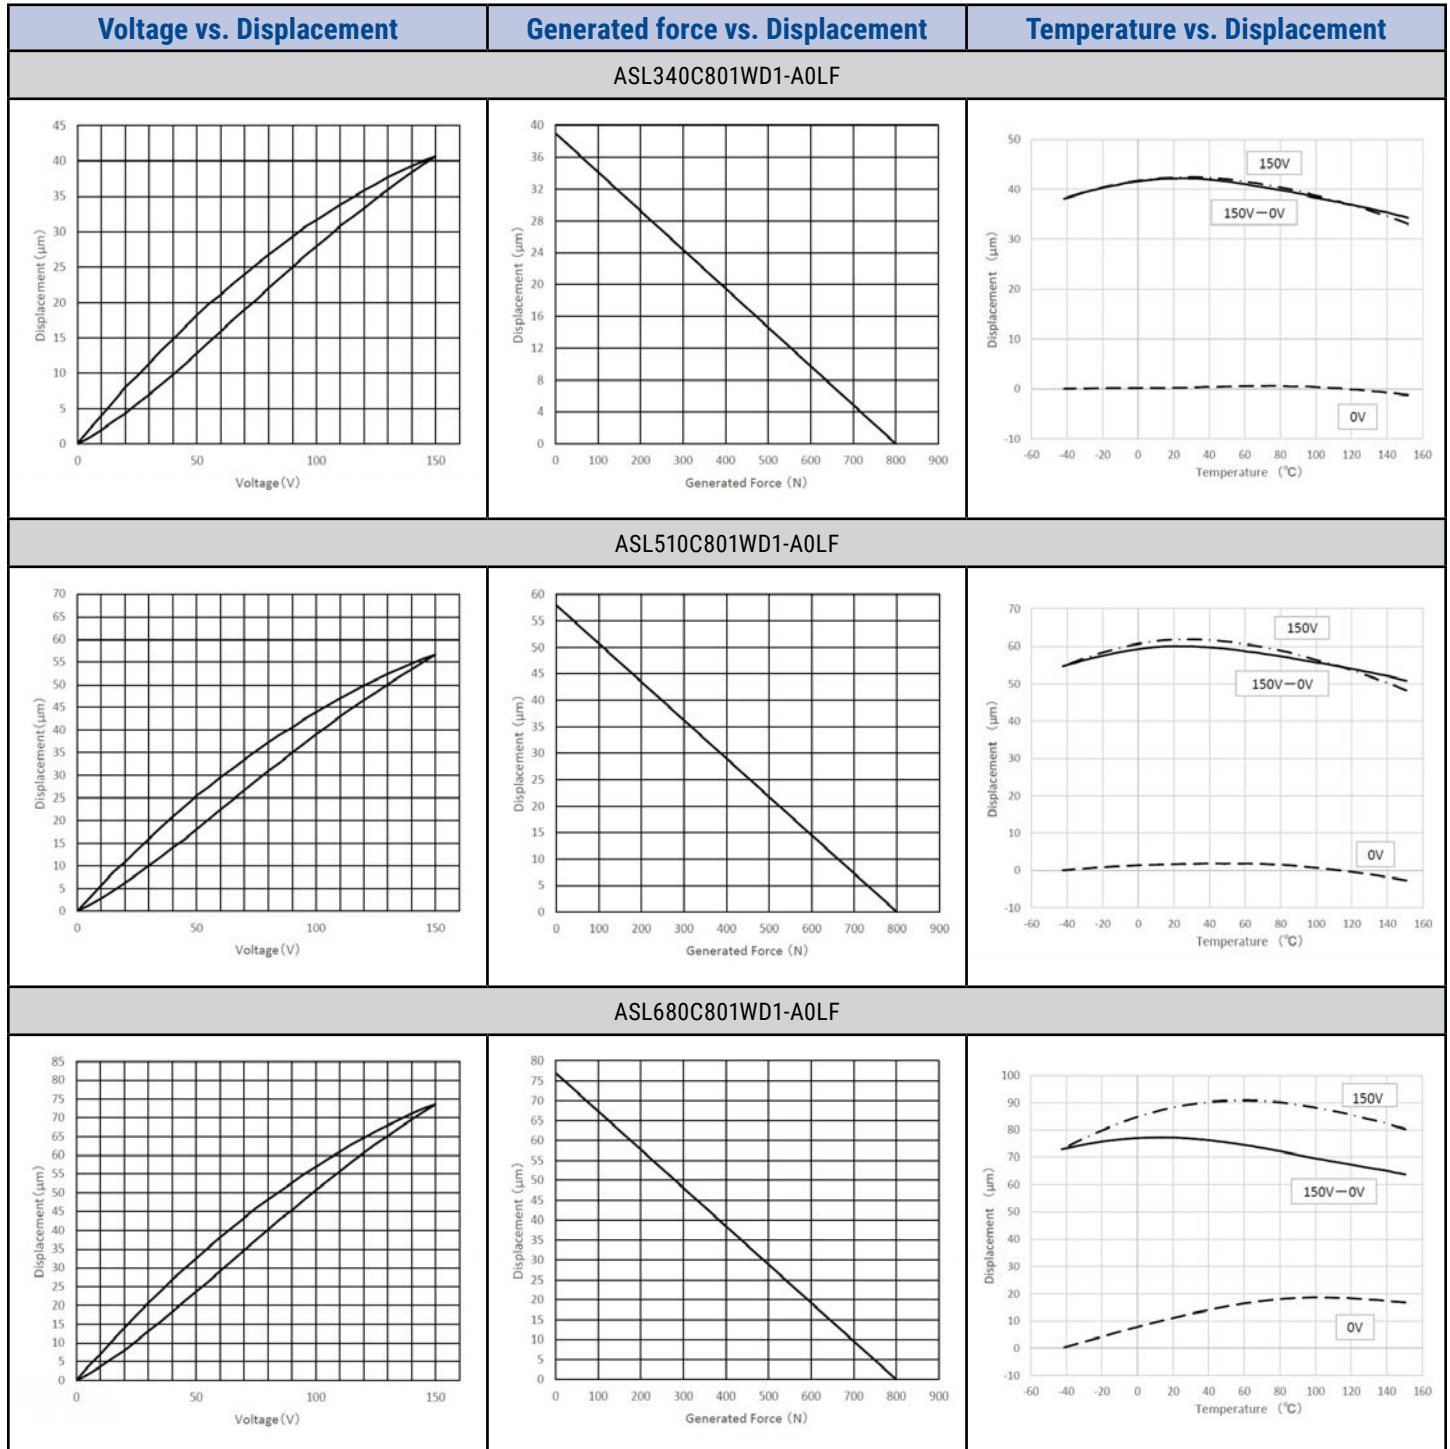 Voltage vs. Displacement
Generated force vs. Displacement
Temperature vs. Displacement
ASL340C801WD1-A0LF
45
40
35
30
25
20
15
10
5
0
Displacement (μm)
0 50 100 150
Voltage(V)
40
36
32
28
24
20
16
12
8
4
0
Displacement (μm)
0 100 200 300 400 500 600 700 800 900
Generated Force (N)
50
40
30
20
10
0
-10
Displacement (μm)
150V
150V-0V
0V
-60 -40 -20 0 20 40 60 80 100 120 140 160
Temperature (℃)
ASL510C801WD1-A0LF
70
65
60
55
50
45
40
35
30
25
20
15
10
5
0
Displacement(μm)
0 50 100 150
Voltage(V)
60
55
50
45
40
35
30
25
20
15
10
5
0
Displacement (μm)
0 100 200 300 400 500 600 700 800 900
Generated Force (N)
70
60
50
40
30
20
10
0
-10
Displacement (μm)
150V
150V-0V
0V
-60 -40 -20 0 20 40 60 80 100 120 140 160
Temperature (℃)
ASL680C801WD1-A0LF
85
80
75
70
65
60
55
50
45
40
35
30
25
20
15
10
5
0
Displacement(μm)
0 50 100 150
Voltage(V)
80
75
70
65
60
55
50
45
40
35
30
25
20
15
10
5
0
Displacement (μm)
0 100 200 300 400 500 600 700 800 900
Generated Force (N)
100
90
80
70
60
50
40
30
20
10
0
-10
Displacement (μm)
150V
150V-0V
0V
-60 -40 -20 0 20 40 60 80 100 120 140 160
Temperature (℃)